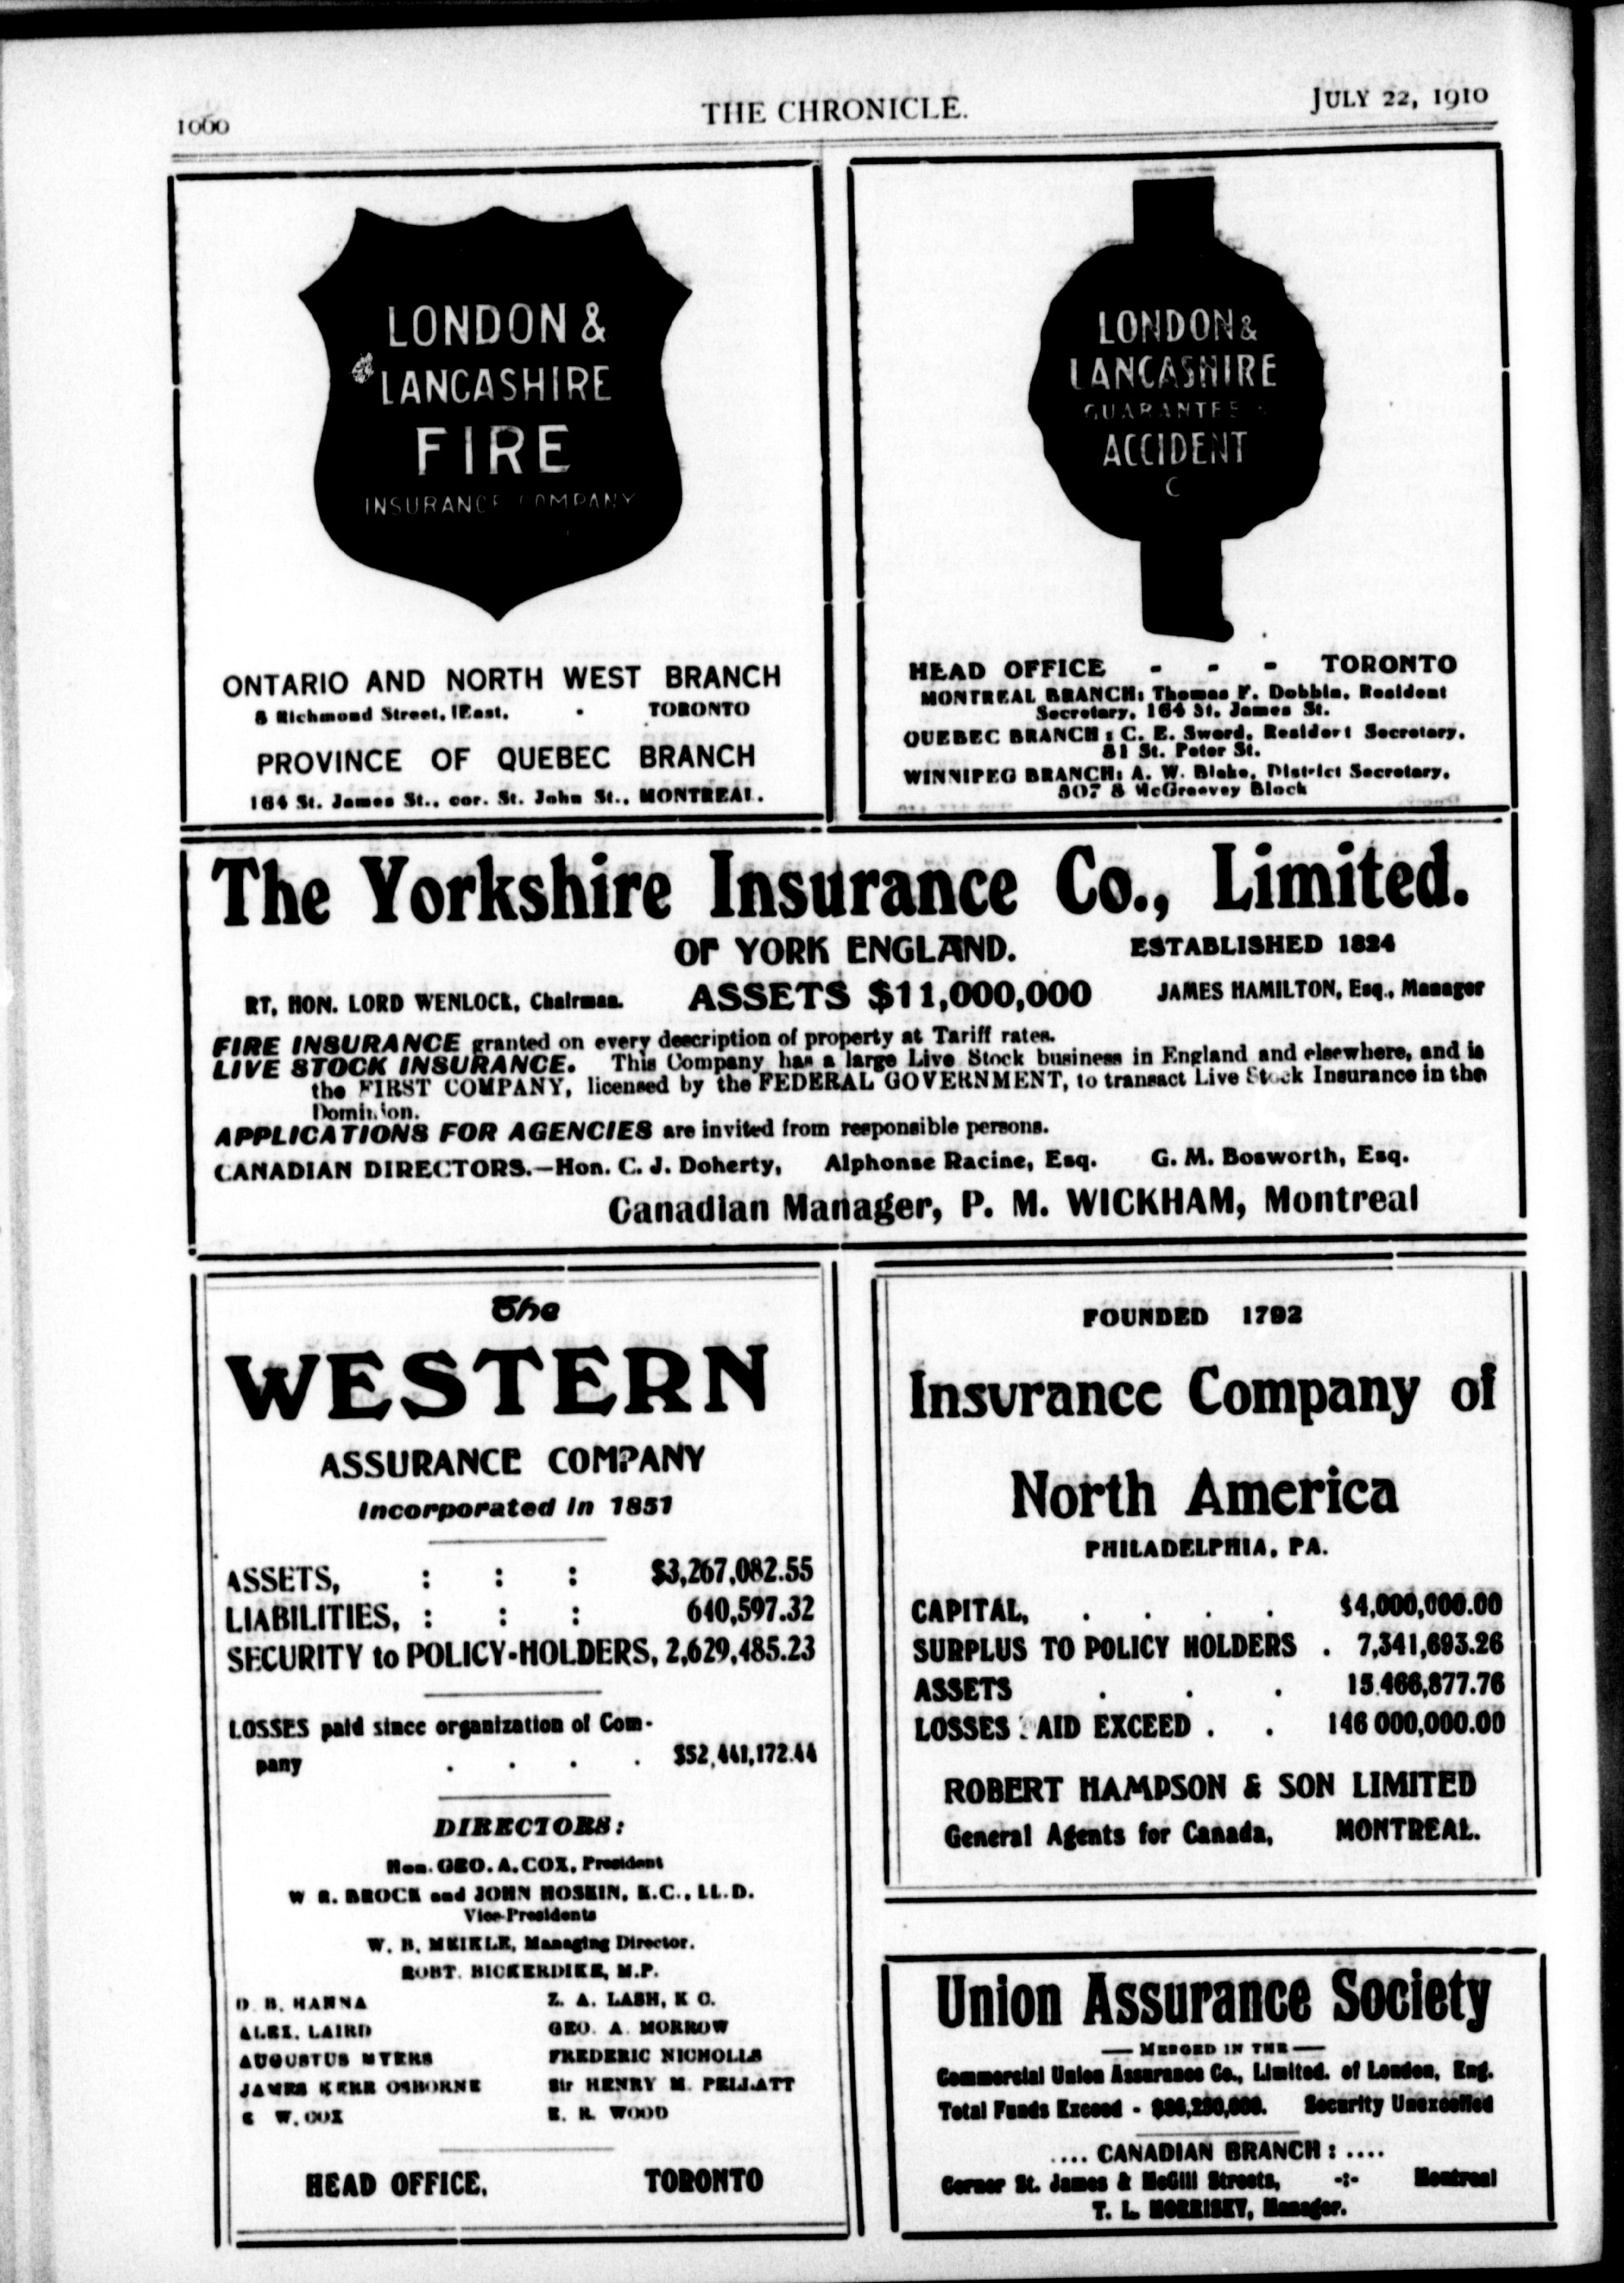 1060
THE CHRONICLE.
JULY 22, 1910
LONDON &
LANCASHIRE
FIRE
INSURANCE COMPANY
ONTARIO AND NORTH WEST BRANCH
8 Richmond Street, East, - TORONTO
PROVINCE OF QUEBEC BRANCH
164 St. James St., cor. St. John St., MONTREAL.
LONDON &
LANCASHIRE
GUARANTEE &
ACCIDENT
C
HEAD OFFICE - - - TORONTO
MONTREAL BRANCH: Thomas F. Dobbin, Resident
Secretary, 164 St. James St.
QUEBEC BRANCH: C. E. Sword, Resident Secretary,
81 St. Peter St.
WINNIPEG BRANCH: A. W. Blake, District Secretary,
507 8 McGreevey Block
The Yorkshire Insurance Co., Limited.
OF YORK ENGLAND. ESTABLISHED 1824
RT. HON. LORD WENLOCK, Chairman. ASSETS $11,000,000 JAMES HAMILTON, Esq., Manager
FIRE INSURANCE granted on every description of property at Tariff rates.
LIVE STOCK INSURANCE. This Company has a large Live Stock business in England and elsewhere, and is
the FIRST COMPANY, licensed by the FEDERAL GOVERNMENT, to transact Live Stock Insurance in the
Dominion.
APPLICATIONS FOR AGENCIES are invited from responsible persons.
CANADIAN DIRECTORS.—Hon. C. J. Doherty, Alphonse Racine, Esq. G. M. Bosworth, Esq.
Canadian Manager, P. M. WICKHAM, Montreal
The
WESTERN
ASSURANCE COMPANY
Incorporated in 1851
ASSETS, : : : $3,267,082.55
LIABILITIES, : : : 640,597.32
SECURITY to POLICY-HOLDERS, 2,629,485.23
LOSSES paid since organization of Com-
pany . . . . $52,441,172.44
DIRECTORS:
Hon. GEO. A. COX, President
W R. BROCK and JOHN HOSKIN, K.C., LL.D.
Vice-Presidents
W. B. MEIKLE, Managing Director.
ROBT. BICKERDIKE, M.P.
D. B. HANNA Z. A. LASH, K C.
ALEX. LAIRD GEO. A. MORROW
AUGUSTUS MYERS FREDERIC NICHOLLS
JAMES KERR OSBORNE Sir HENRY M. PELLATT
E W. COX E. R. WOOD
HEAD OFFICE, TORONTO
FOUNDED 1792
Insurance Company of
North America
PHILADELPHIA, PA.
CAPITAL, . . . . $4,000,000.00
SURPLUS TO POLICY HOLDERS . 7,341,693.26
ASSETS . . . 15,466,877.76
LOSSES PAID EXCEED . . 146 000,000.00
ROBERT HAMPSON & SON LIMITED
General Agents for Canada, MONTREAL.
Union Assurance Society
— MERGED IN THE —
Commercial Union Assurance Co., Limited. of London, Eng.
Total Funds Exceed - Security Unexcelled
.... CANADIAN BRANCH: ....
Corner St. James & McGill Streets, -:- Montreal
T. L. MORRISEY, Manager.